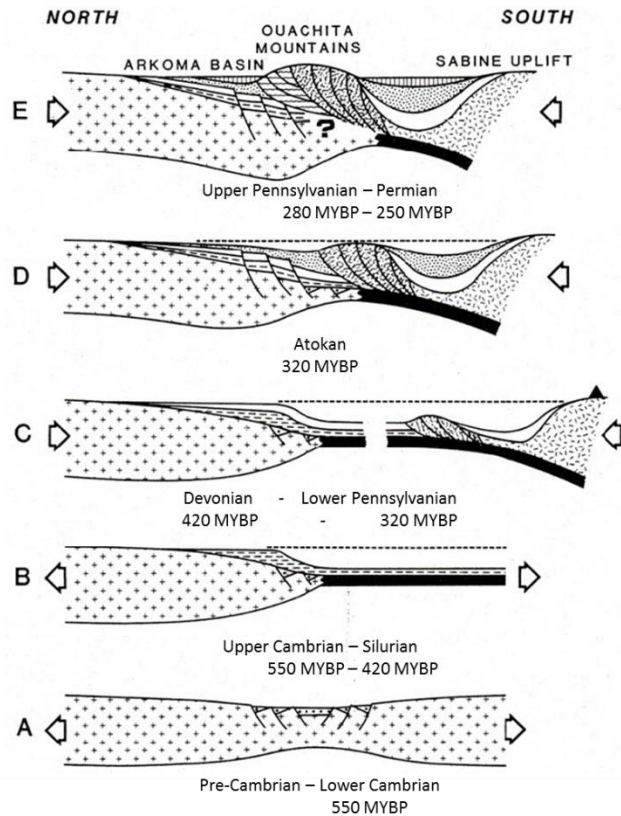 NORTH
SOUTH
OUACHITA
MOUNTAINS
ARKOMA BASIN
SABINE UPLIFT
E
?
Upper Pennsylvanian – Permian
280 MYBP – 250 MYBP
D
Atokan
320 MYBP
C
Devonian - Lower Pennsylvanian
420 MYBP - 320 MYBP
B
Upper Cambrian – Silurian
550 MYBP – 420 MYBP
A
Pre-Cambrian – Lower Cambrian
550 MYBP